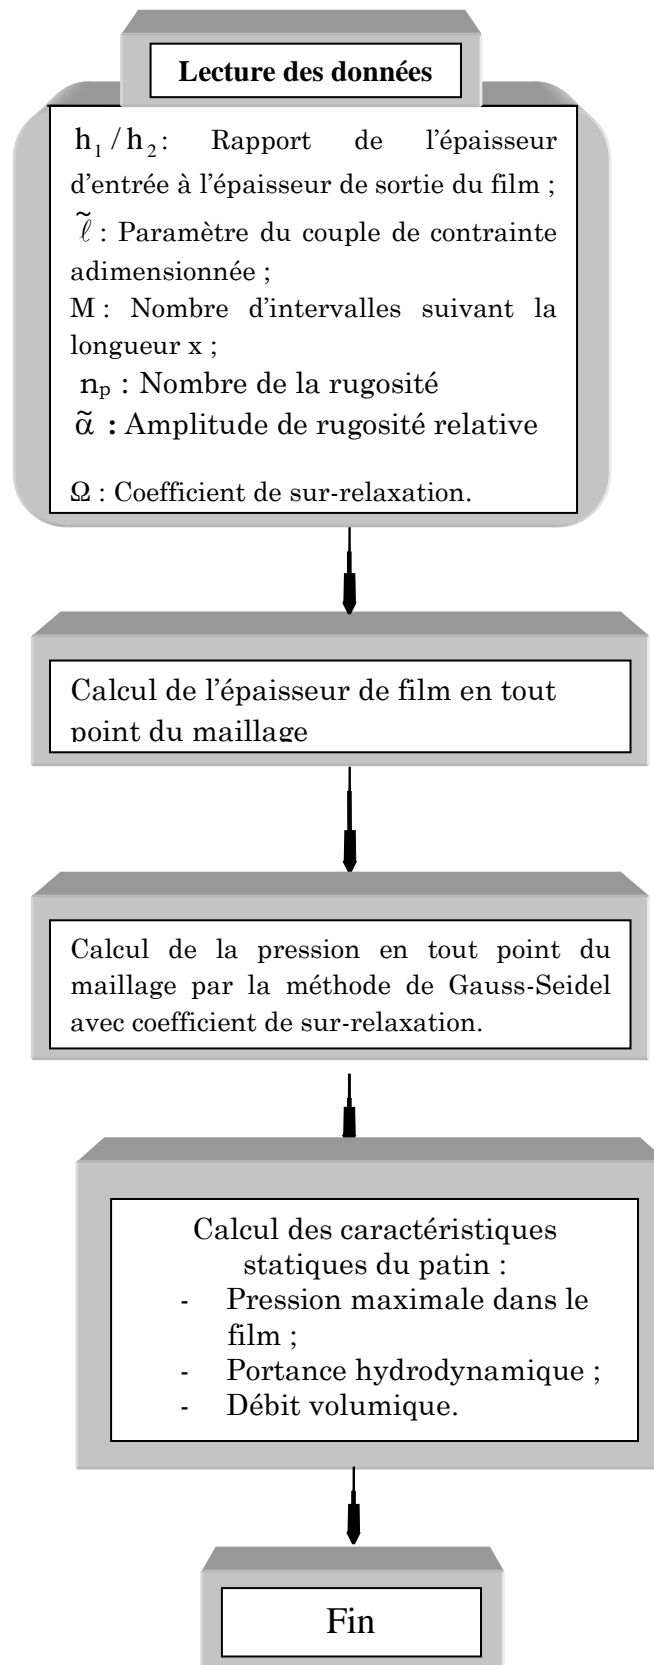 Lecture des données
h₁/h₂: Rapport de l'épaisseur
d'entrée à l'épaisseur de sortie du film ;
ℓ̃ : Paramètre du couple de contrainte
adimensionnée ;
M : Nombre d'intervalles suivant la
longueur x ;
nₚ : Nombre de la rugosité
α̃ : Amplitude de rugosité relative
Ω : Coefficient de sur-relaxation.
Calcul de l'épaisseur de film en tout
point du maillage
Calcul de la pression en tout point du
maillage par la méthode de Gauss-Seidel
avec coefficient de sur-relaxation.
Calcul des caractéristiques
statiques du patin :
- Pression maximale dans le
film ;
- Portance hydrodynamique ;
- Débit volumique.
Fin